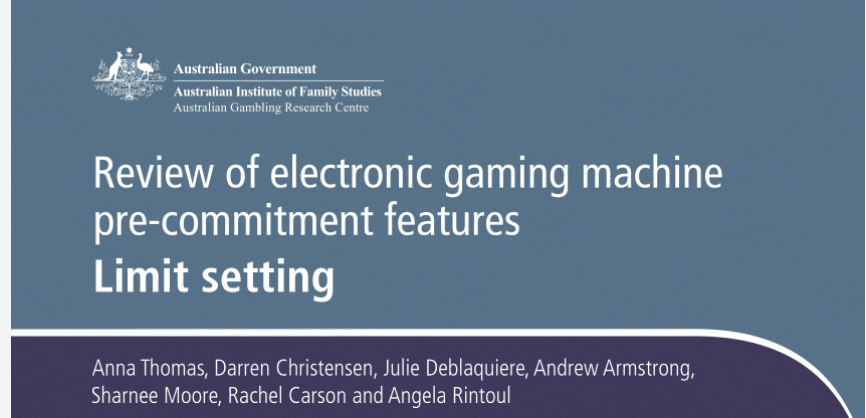 Australian Government
Australian Institute of Family Studies
Australian Gambling Research Centre
Review of electronic gaming machine
pre-commitment features
Limit setting
Anna Thomas, Darren Christensen, Julie Deblaquiere, Andrew Armstrong,
Sharnee Moore, Rachel Carson and Angela Rintoul